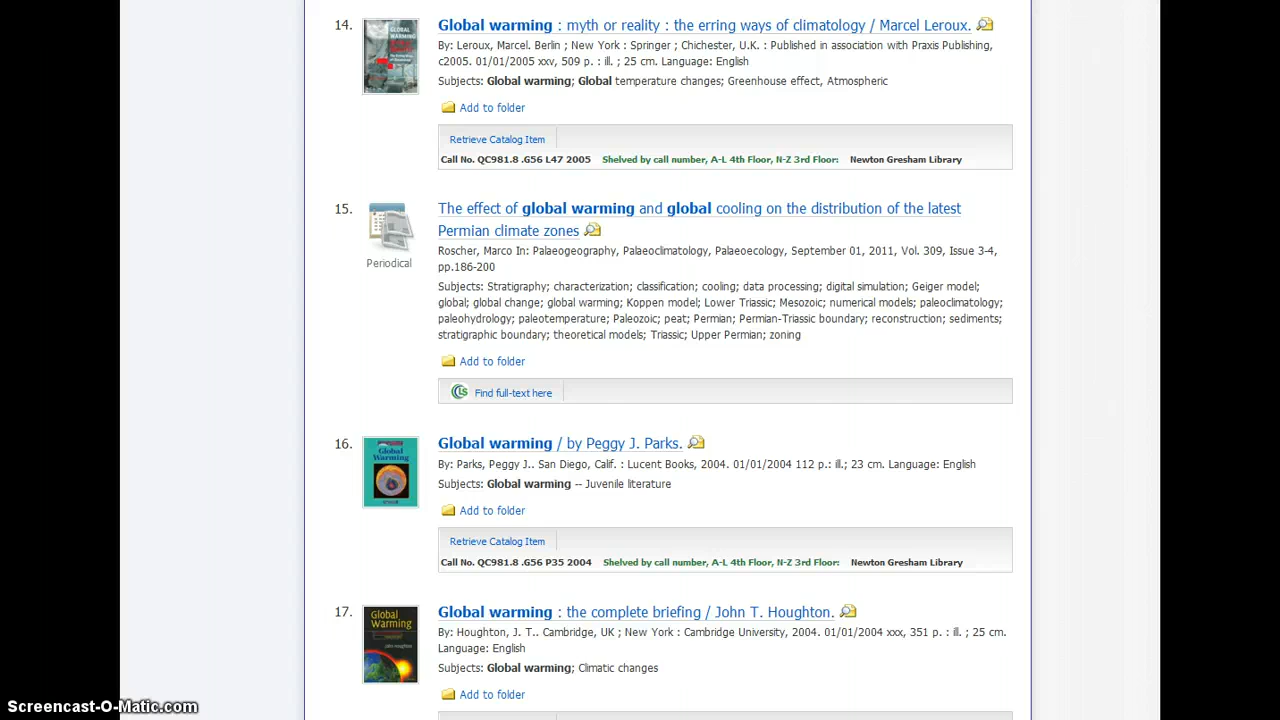 14.
Global warming : myth or reality : the erring ways of climatology / Marcel Leroux.
By: Leroux, Marcel. Berlin ; New York : Springer ; Chichester, U.K. : Published in association with Praxis Publishing,
c2005. 01/01/2005 xxv, 509 p. : ill. ; 25 cm. Language: English
Subjects: Global warming; Global temperature changes; Greenhouse effect, Atmospheric
Add to folder
Retrieve Catalog Item
Call No. QC981.8 .G56 L47 2005 Shelved by call number, A-L 4th Floor, N-Z 3rd Floor: Newton Gresham Library
15.
Periodical
The effect of global warming and global cooling on the distribution of the latest
Permian climate zones
Roscher, Marco In: Palaeogeography, Palaeoclimatology, Palaeoecology, September 01, 2011, Vol. 309, Issue 3-4,
pp.186-200
Subjects: Stratigraphy; characterization; classification; cooling; data processing; digital simulation; Geiger model;
global; global change; global warming; Koppen model; Lower Triassic; Mesozoic; numerical models; paleoclimatology;
paleohydrology; paleotemperature; Paleozoic; peat; Permian; Permian-Triassic boundary; reconstruction; sediments;
stratigraphic boundary; theoretical models; Triassic; Upper Permian; zoning
Add to folder
Find full-text here
16.
Global
Warming
Global warming / by Peggy J. Parks.
By: Parks, Peggy J.. San Diego, Calif. : Lucent Books, 2004. 01/01/2004 112 p.: ill.; 23 cm. Language: English
Subjects: Global warming -- Juvenile literature
Add to folder
Retrieve Catalog Item
Call No. QC981.8 .G56 P35 2004 Shelved by call number, A-L 4th Floor, N-Z 3rd Floor: Newton Gresham Library
17.
Global
Warming
John Houghton
Global warming : the complete briefing / John T. Houghton.
By: Houghton, J. T.. Cambridge, UK ; New York : Cambridge University, 2004. 01/01/2004 xxx, 351 p. : ill. ; 25 cm.
Language: English
Subjects: Global warming; Climatic changes
Add to folder
Screencast-O-Matic.com